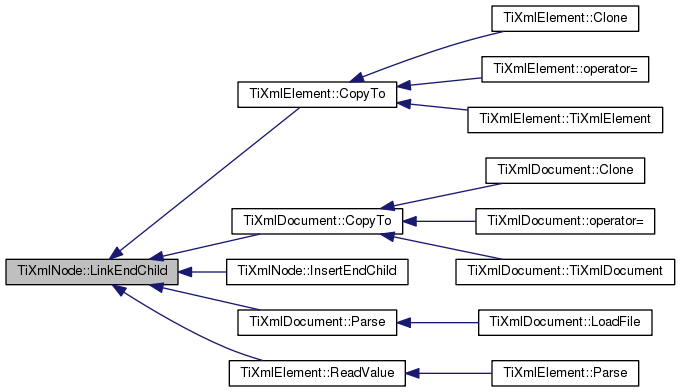 TiXmlElement::Clone
TiXmlElement::operator=
TiXmlElement::CopyTo
TiXmlElement::TiXmlElement
TiXmlDocument::Clone
TiXmlDocument::CopyTo
TiXmlDocument::operator=
TiXmlNode::LinkEndChild
TiXmlNode::InsertEndChild
TiXmlDocument::TiXmlDocument
TiXmlDocument::Parse
TiXmlDocument::LoadFile
TiXmlElement::ReadValue
TiXmlElement::Parse